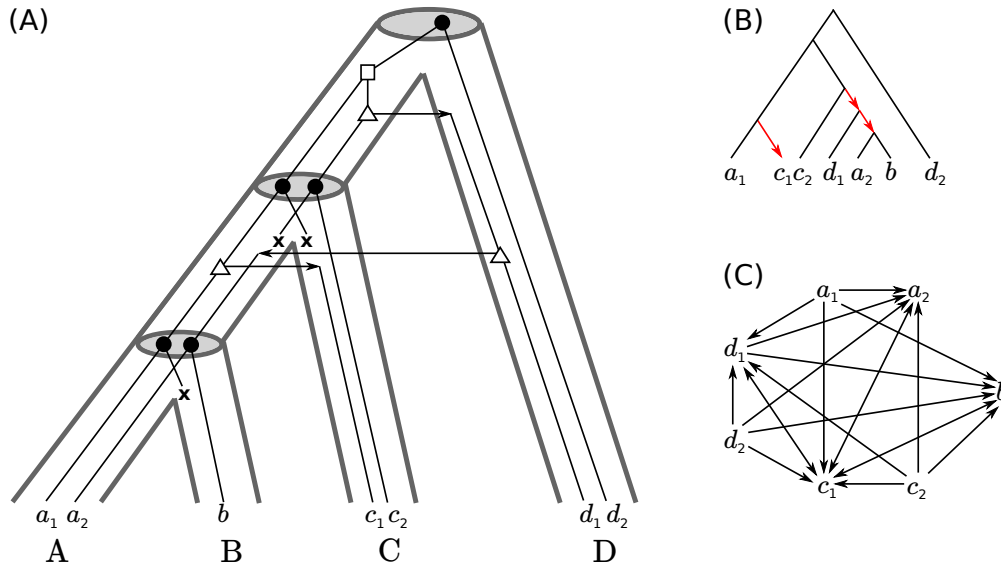 (A)
x x
x
a1 a2 b c1 c2 d1 d2
A B C D
(B)
a1 c1 c2 d1 a2 b d2
(C)
a1 a2
d1
b
d2
c1 c2